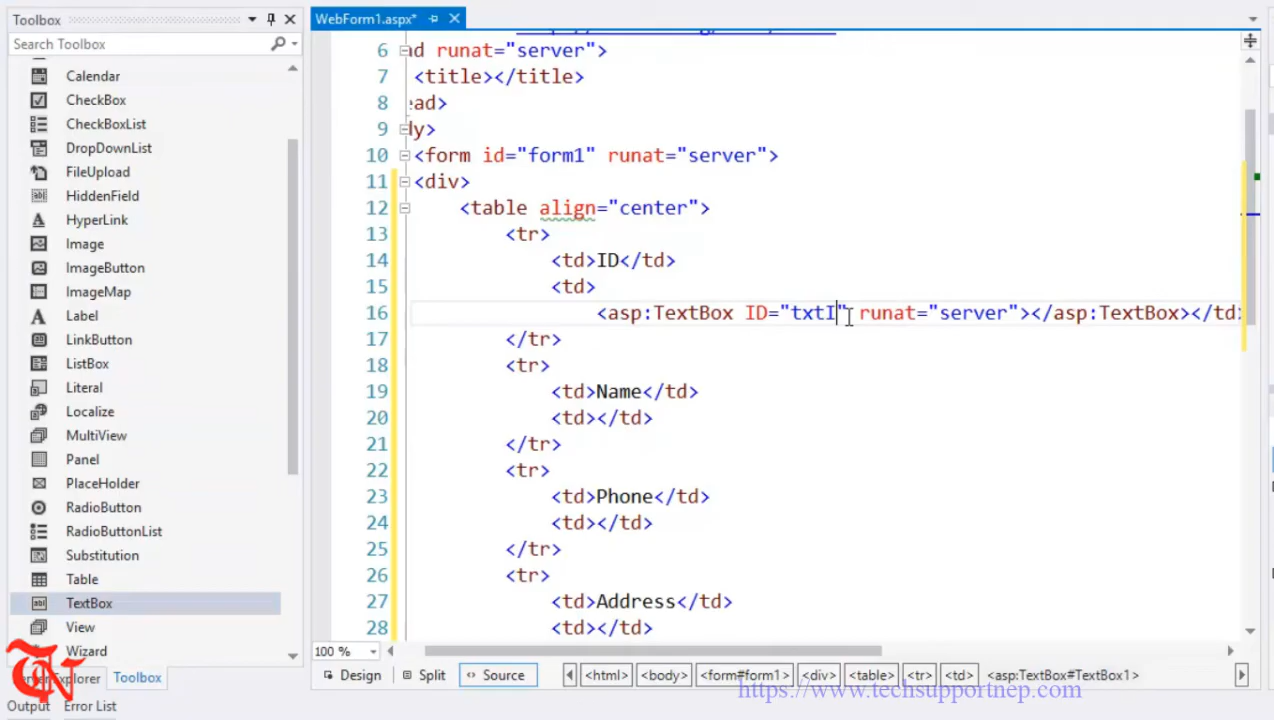 Toolbox
Search Toolbox
Calendar
CheckBox
CheckBoxList
DropDownList
FileUpload
HiddenField
HyperLink
Image
ImageButton
ImageMap
Label
LinkButton
ListBox
Literal
Localize
MultiView
Panel
PlaceHolder
RadioButton
RadioButtonList
Substitution
Table
TextBox
View
Wizard
erver Explorer Toolbox
Output Error List
WebForm1.aspx*
6 ad runat="server">
7 <title></title>
8 ead>
9 dy>
10 <form id="form1" runat="server">
11 <div>
12 <table align="center">
13 <tr>
14 <td>ID</td>
15 <td>
16 <asp:TextBox ID="txtI" runat="server"></asp:TextBox></td>
17 </tr>
18 <tr>
19 <td>Name</td>
20 <td></td>
21 </tr>
22 <tr>
23 <td>Phone</td>
24 <td></td>
25 </tr>
26 <tr>
27 <td>Address</td>
28 <td></td>
100 %
Design Split Source <html> <body> <form#form1> <div> <table> <tr> <td> <asp:TextBox#TextBox1>
https://www.techsupportnep.com
TN